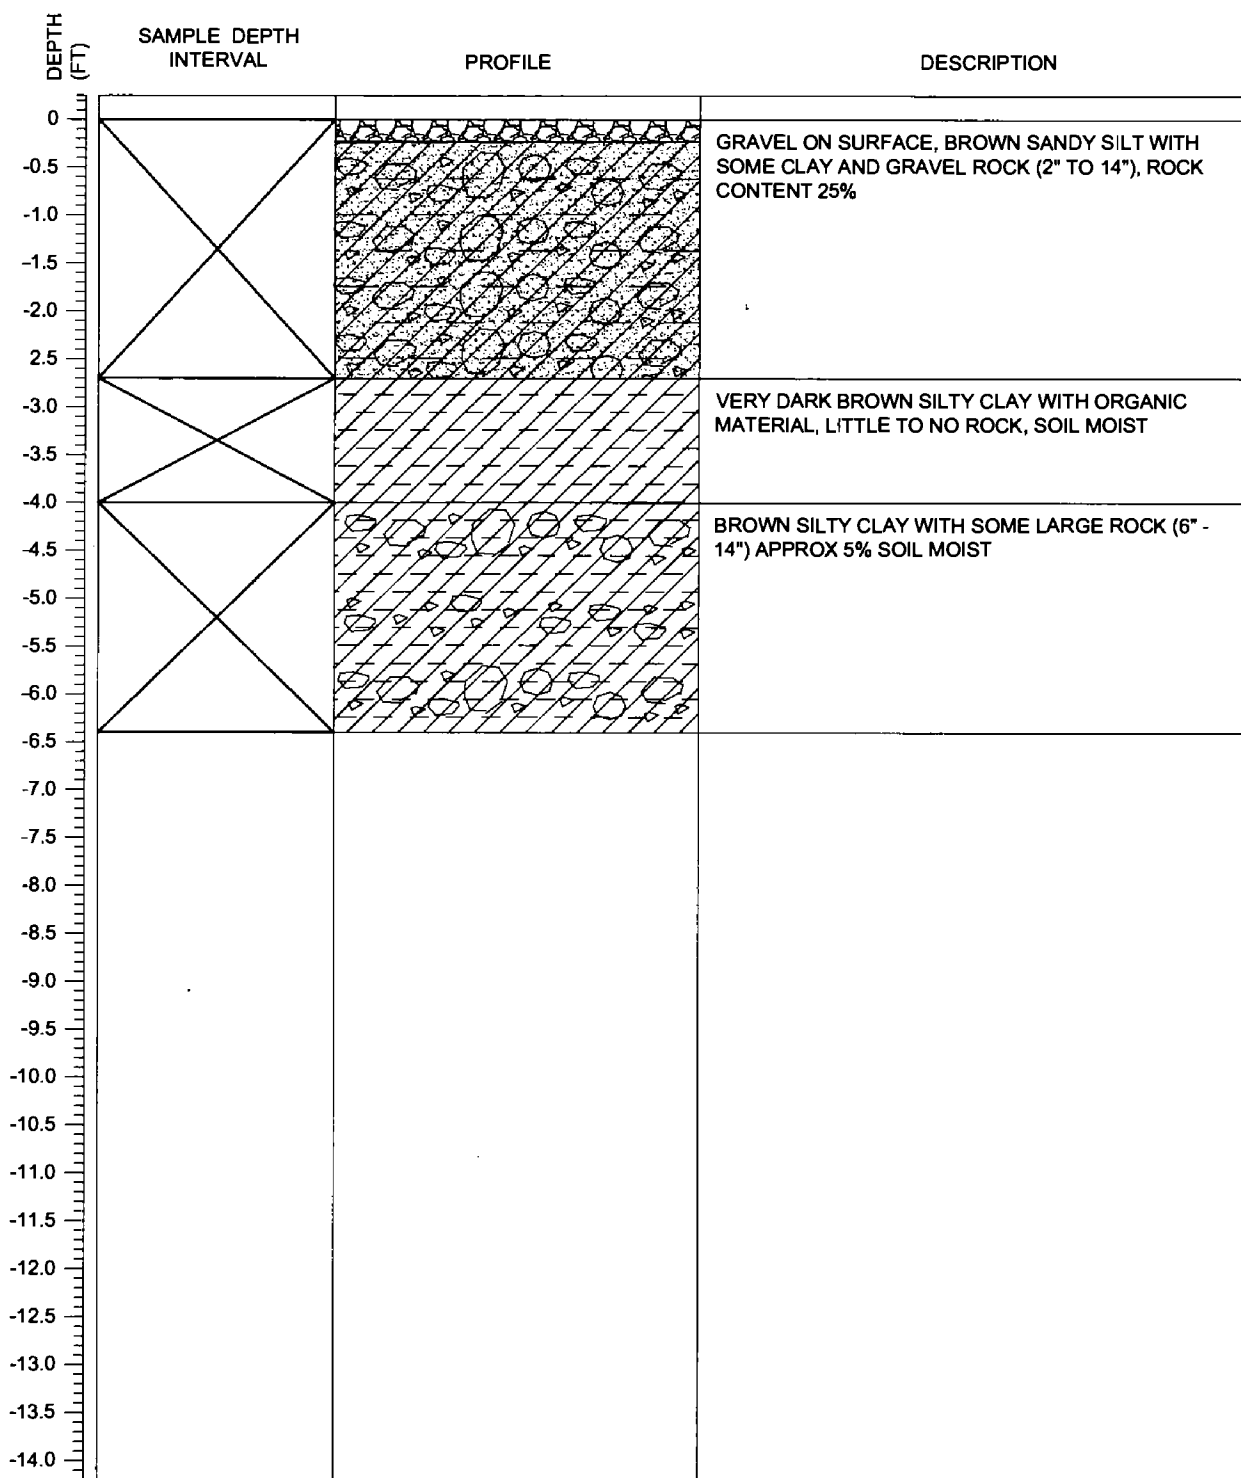 DEPTH
(FT)
SAMPLE DEPTH
INTERVAL
PROFILE
DESCRIPTION
0
-0.5
-1.0
-1.5
-2.0
2.5
-3.0
-3.5
-4.0
-4.5
-5.0
-5.5
-6.0
-6.5
-7.0
-7.5
-8.0
-8.5
-9.0
-9.5
-10.0
-10.5
-11.0
-11.5
-12.0
-12.5
-13.0
-13.5
-14.0
GRAVEL ON SURFACE, BROWN SANDY SILT WITH
SOME CLAY AND GRAVEL ROCK (2" TO 14"), ROCK
CONTENT 25%
VERY DARK BROWN SILTY CLAY WITH ORGANIC
MATERIAL, LITTLE TO NO ROCK, SOIL MOIST
BROWN SILTY CLAY WITH SOME LARGE ROCK (6" -
14") APPROX 5% SOIL MOIST